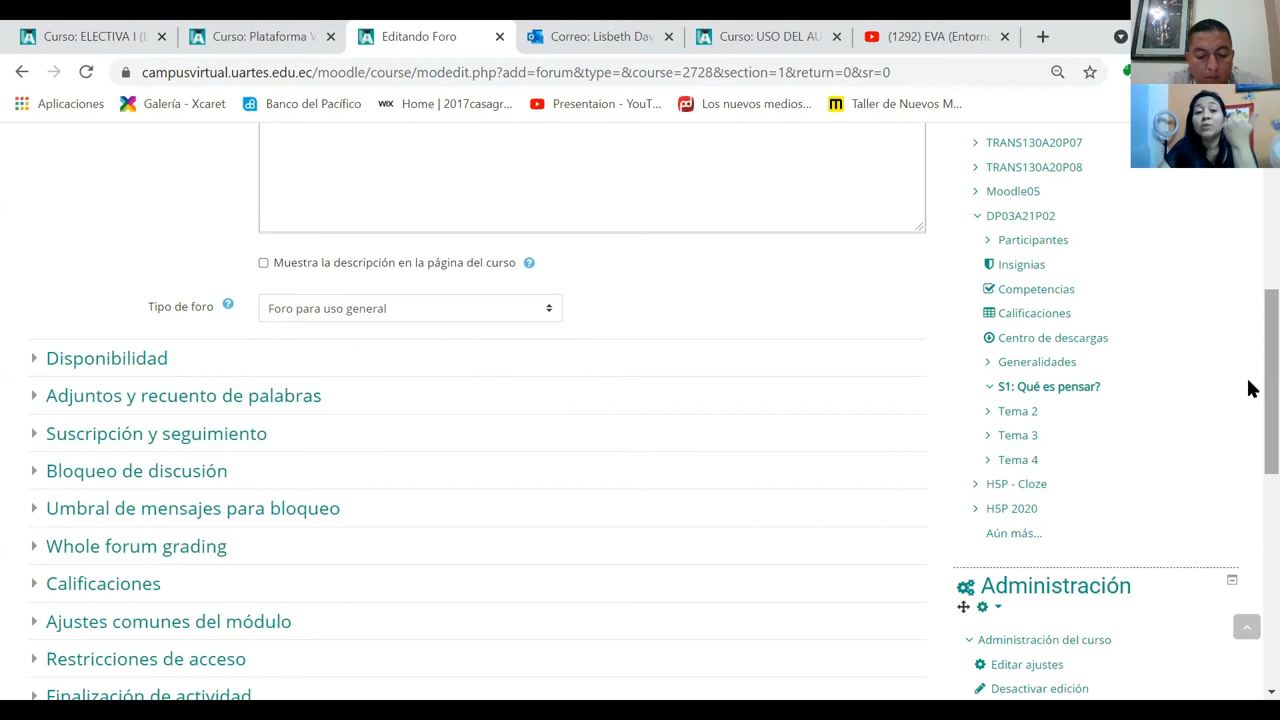 Curso: ELECTIVA I (E
Curso: Plataforma V
Editando Foro
Correo: Lisbeth Dav
Curso: USO DEL AU
(1292) EVA (Entorn
campusvirtual.uartes.edu.ec/moodle/course/modedit.php?add=forum&type=&course=2728&section=1&return=0&sr=0
Aplicaciones
Galería - Xcaret
Banco del Pacífico
WIX Home | 2017casagr...
Presentaion - YouT...
Los nuevos medios...
Taller de Nuevos M...
TRANS130A20P07
TRANS130A20P08
Moodle05
DP03A21P02
Participantes
Insignias
Competencias
Calificaciones
Centro de descargas
Generalidades
S1: Qué es pensar?
Tema 2
Tema 3
Tema 4
H5P - Cloze
H5P 2020
Aún más...
Muestra la descripción en la página del curso
Tipo de foro
Foro para uso general
Disponibilidad
Adjuntos y recuento de palabras
Suscripción y seguimiento
Bloqueo de discusión
Umbral de mensajes para bloqueo
Whole forum grading
Calificaciones
Ajustes comunes del módulo
Restricciones de acceso
Finalización de actividad
Administración
Administración del curso
Editar ajustes
Desactivar edición